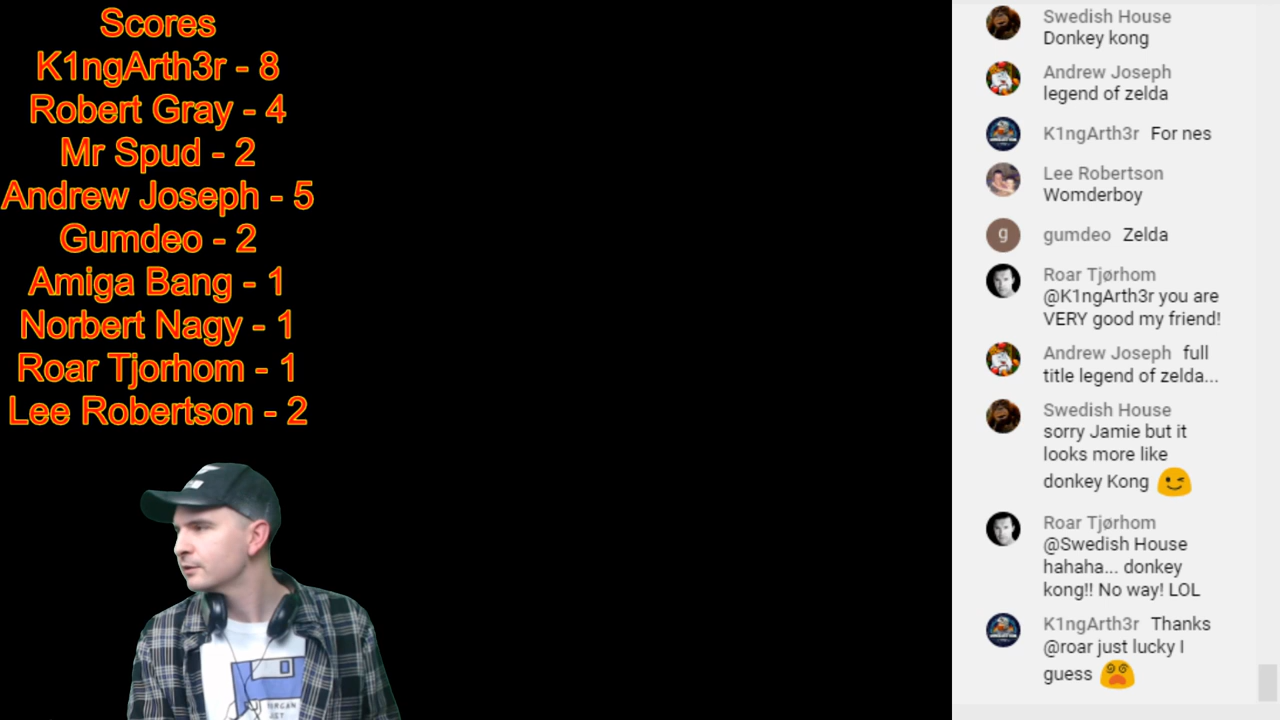 Scores
K1ngArth3r - 8
Robert Gray - 4
Mr Spud - 2
Andrew Joseph - 5
Gumdeo - 2
Amiga Bang - 1
Norbert Nagy - 1
Roar Tjorhom - 1
Lee Robertson - 2
Swedish House
Donkey kong
Andrew Joseph
legend of zelda
K1ngArth3r For nes
Lee Robertson
Womderboy
g
gumdeo Zelda
Roar Tjørhom
@K1ngArth3r you are
VERY good my friend!
Andrew Joseph full
title legend of zelda...
Swedish House
sorry Jamie but it
looks more like
donkey Kong
Roar Tjørhom
@Swedish House
hahaha... donkey
kong!! No way! LOL
K1ngArth3r Thanks
@roar just lucky I
guess